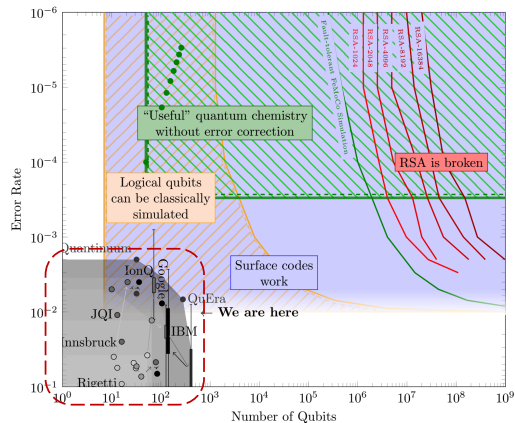 10⁻⁶
10⁻⁵
10⁻⁴
10⁻³
10⁻²
10⁻¹
Error Rate
Fault-tolerant FeMoCo Simulation
RSA-1024
RSA-2048
RSA-4096
RSA-8192
RSA-16384
“Useful” quantum chemistry
without error correction
RSA is broken
Logical qubits
can be classically
simulated
Surface codes
work
Quantinuum
IonQ
Google
QuEra
JQI
IBM
← We are here
Innsbruck
Rigetti
10⁰
10¹
10²
10³
10⁴
10⁵
10⁶
10⁷
10⁸
10⁹
Number of Qubits